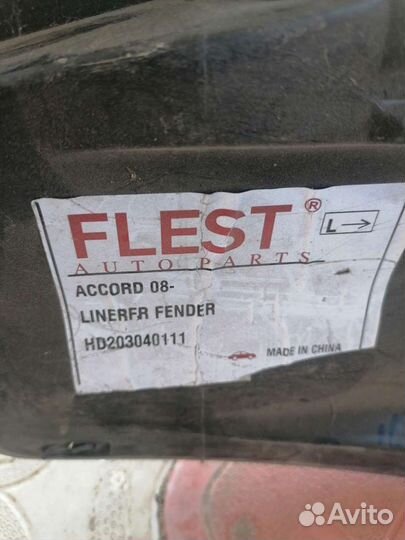 FLEST®
L→
AUTO PARTS
ACCORD 08-
LINERFR FENDER
HD203040111
MADE IN CHINA
Avito